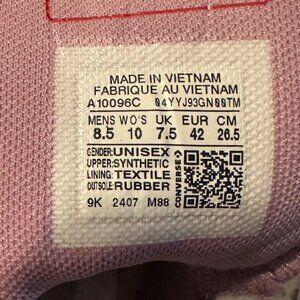 MADE IN VIETNAM
FABRIQUE AU VIETNAM
A10096C 04YYJ93GN00TM
MENS WO'S UK EUR CM
8.5 10 7.5 42 26.5
GENDER:UNISEX
UPPER:SYNTHETIC
LINING:TEXTILE
OUTSOLE:RUBBER
CONVERSE
9K 2407 M88